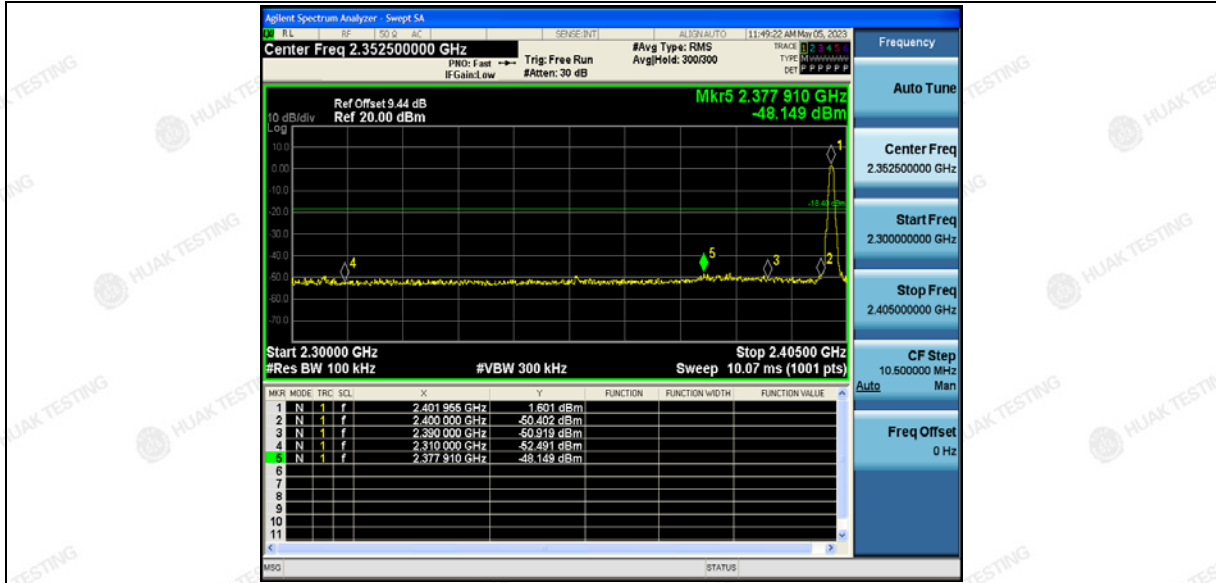 Agilent Spectrum Analyzer - Swept SA
RL RF 50 Ω AC SENSE:INT ALIGN AUTO 11:49:22 AM May 05, 2023
Center Freq 2.352500000 GHz
PNO: Fast
IFGain:Low
Trig: Free Run
#Atten: 30 dB
#Avg Type: RMS
Avg|Hold: 300/300
TRACE 1 2 3 4 5 6
TYPE M
DET P P P P P P
Ref Offset 9.44 dB
10 dB/div Ref 20.00 dBm
Log
Mkr5 2.377 910 GHz
-48.149 dBm
10.0
0.00
-10.0
-20.0
-30.0
-40.0
-50.0
-60.0
-70.0
1
2
3
4
5
Start 2.30000 GHz Stop 2.40500 GHz
#Res BW 100 kHz #VBW 300 kHz Sweep 10.07 ms (1001 pts)
MKR MODE TRC SCL X Y FUNCTION FUNCTION WIDTH FUNCTION VALUE
1 N 1 f 2.401 955 GHz 1.601 dBm
2 N 1 f 2.400 000 GHz -50.402 dBm
3 N 1 f 2.390 000 GHz -50.919 dBm
4 N 1 f 2.310 000 GHz -52.491 dBm
5 N 1 f 2.377 910 GHz -48.149 dBm
6
7
8
9
10
11
MSG STATUS
Frequency
Auto Tune
Center Freq
2.352500000 GHz
Start Freq
2.300000000 GHz
Stop Freq
2.405000000 GHz
CF Step
10.500000 MHz
Auto Man
Freq Offset
0 Hz
HUAK TESTING
HUAK TESTING
HUAK TESTING
HUAK TESTING